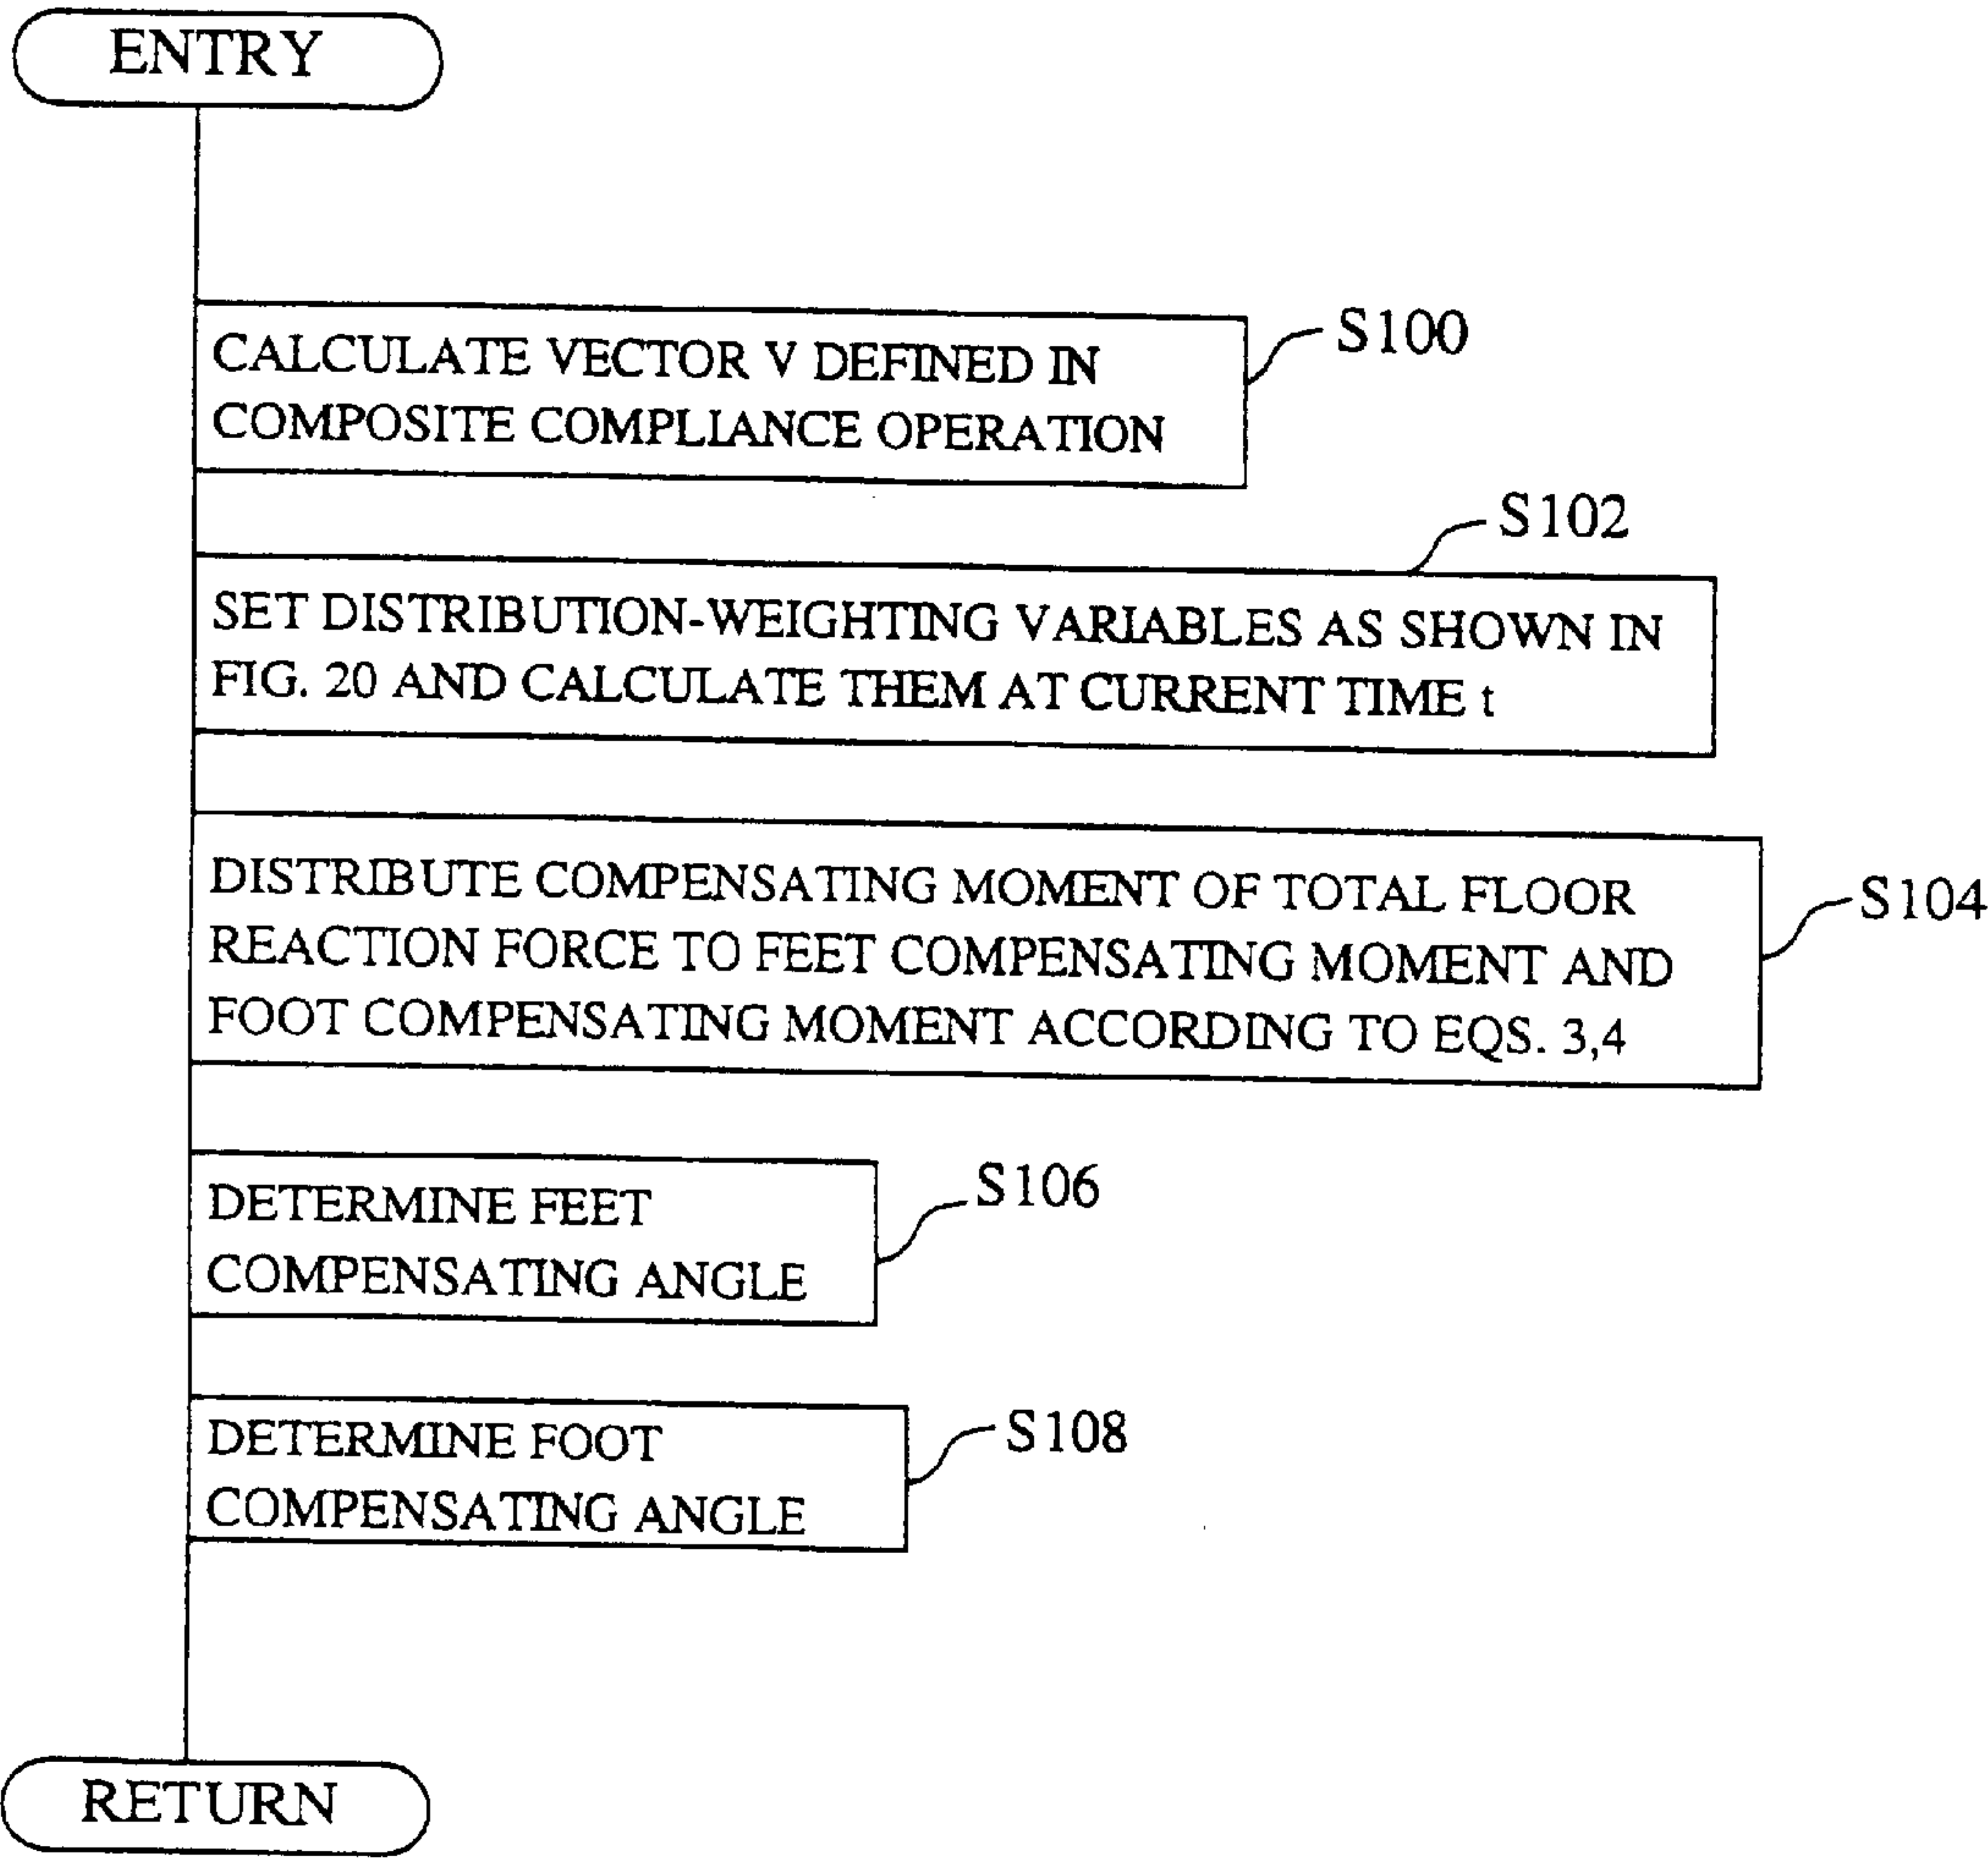 ENTRY
S100
CALCULATE VECTOR V DEFINED IN
COMPOSITE COMPLIANCE OPERATION
S102
SET DISTRIBUTION-WEIGHTING VARIABLES AS SHOWN IN
FIG. 20 AND CALCULATE THEM AT CURRENT TIME t
S104
DISTRIBUTE COMPENSATING MOMENT OF TOTAL FLOOR
REACTION FORCE TO FEET COMPENSATING MOMENT AND
FOOT COMPENSATING MOMENT ACCORDING TO EQS. 3,4
S106
DETERMINE FEET
COMPENSATING ANGLE
S108
DETERMINE FOOT
COMPENSATING ANGLE
RETURN